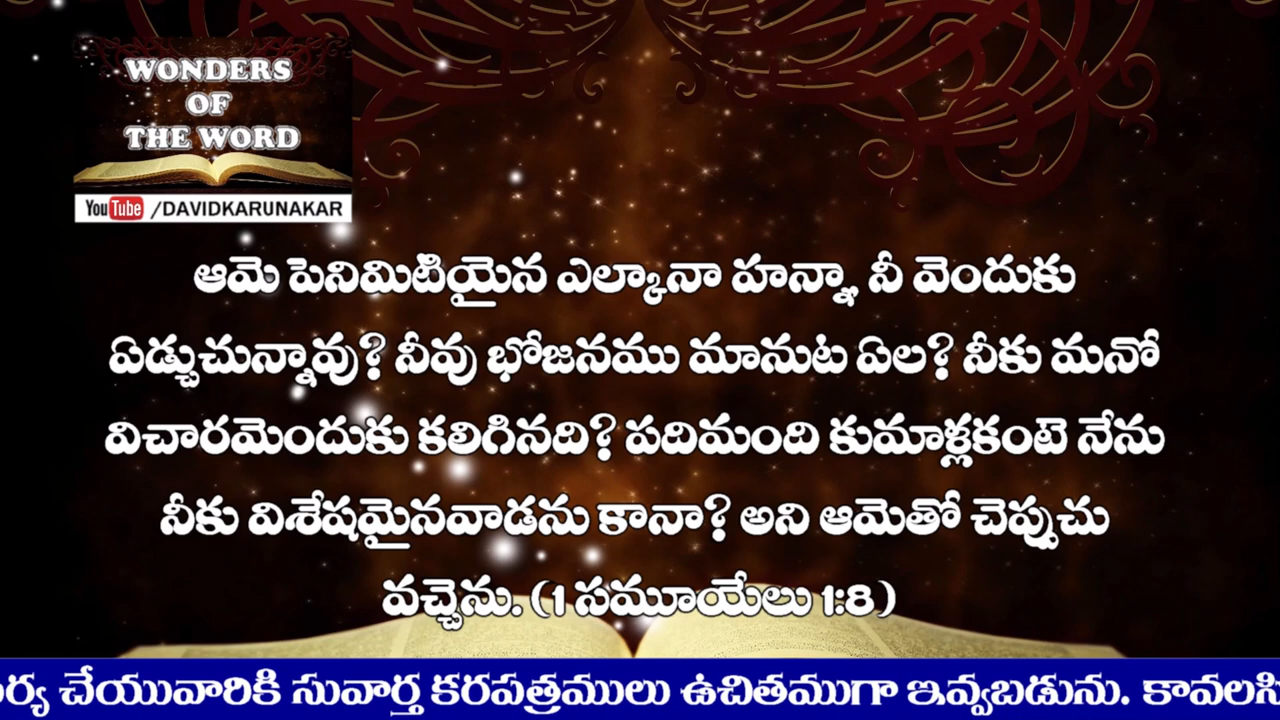 WONDERS
OF
THE WORD
YouTube /DAVIDKARUNAKAR
ఆమె పెనిమిటియైన ఎల్కానా హన్నా, నీ వెందుకు
ఏడ్చుచున్నావు? నీవు భోజనము మానుట ఏల? నీకు మనో
విచారమెందుకు కలిగినది? పదిమంది కుమాళ్లకంటె నేను
నీకు విశేషమైనవాడను కానా? అని ఆమెతో చెప్పుచు
వచ్చెను. (1 సమూయేలు 1:8)
చేయువారికి సువార్త కరపత్రములు ఉచితముగా ఇవ్వబడును.